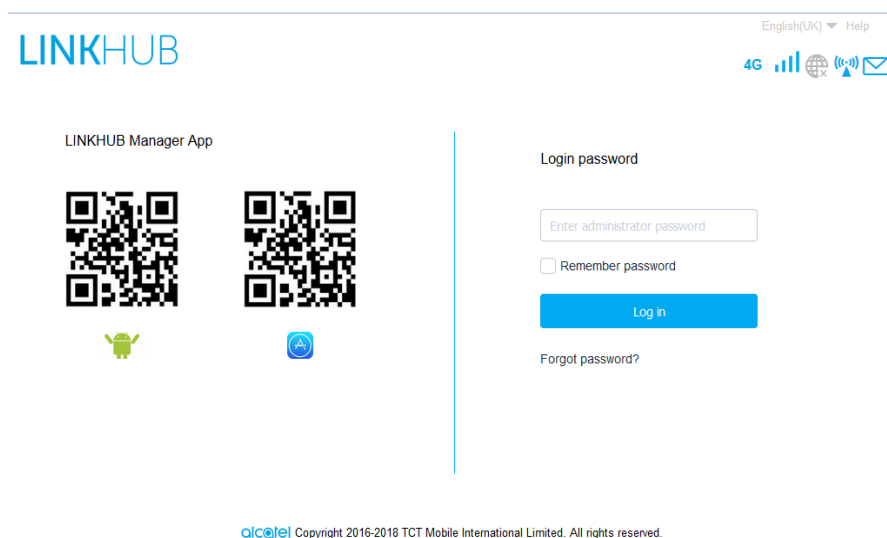 English(UK) Help
LINKHUB
4G
LINKHUB Manager App
Login password
Enter administrator password
Remember password
Log in
Forgot password?
alcatel Copyright 2016-2018 TCT Mobile International Limited. All rights reserved.